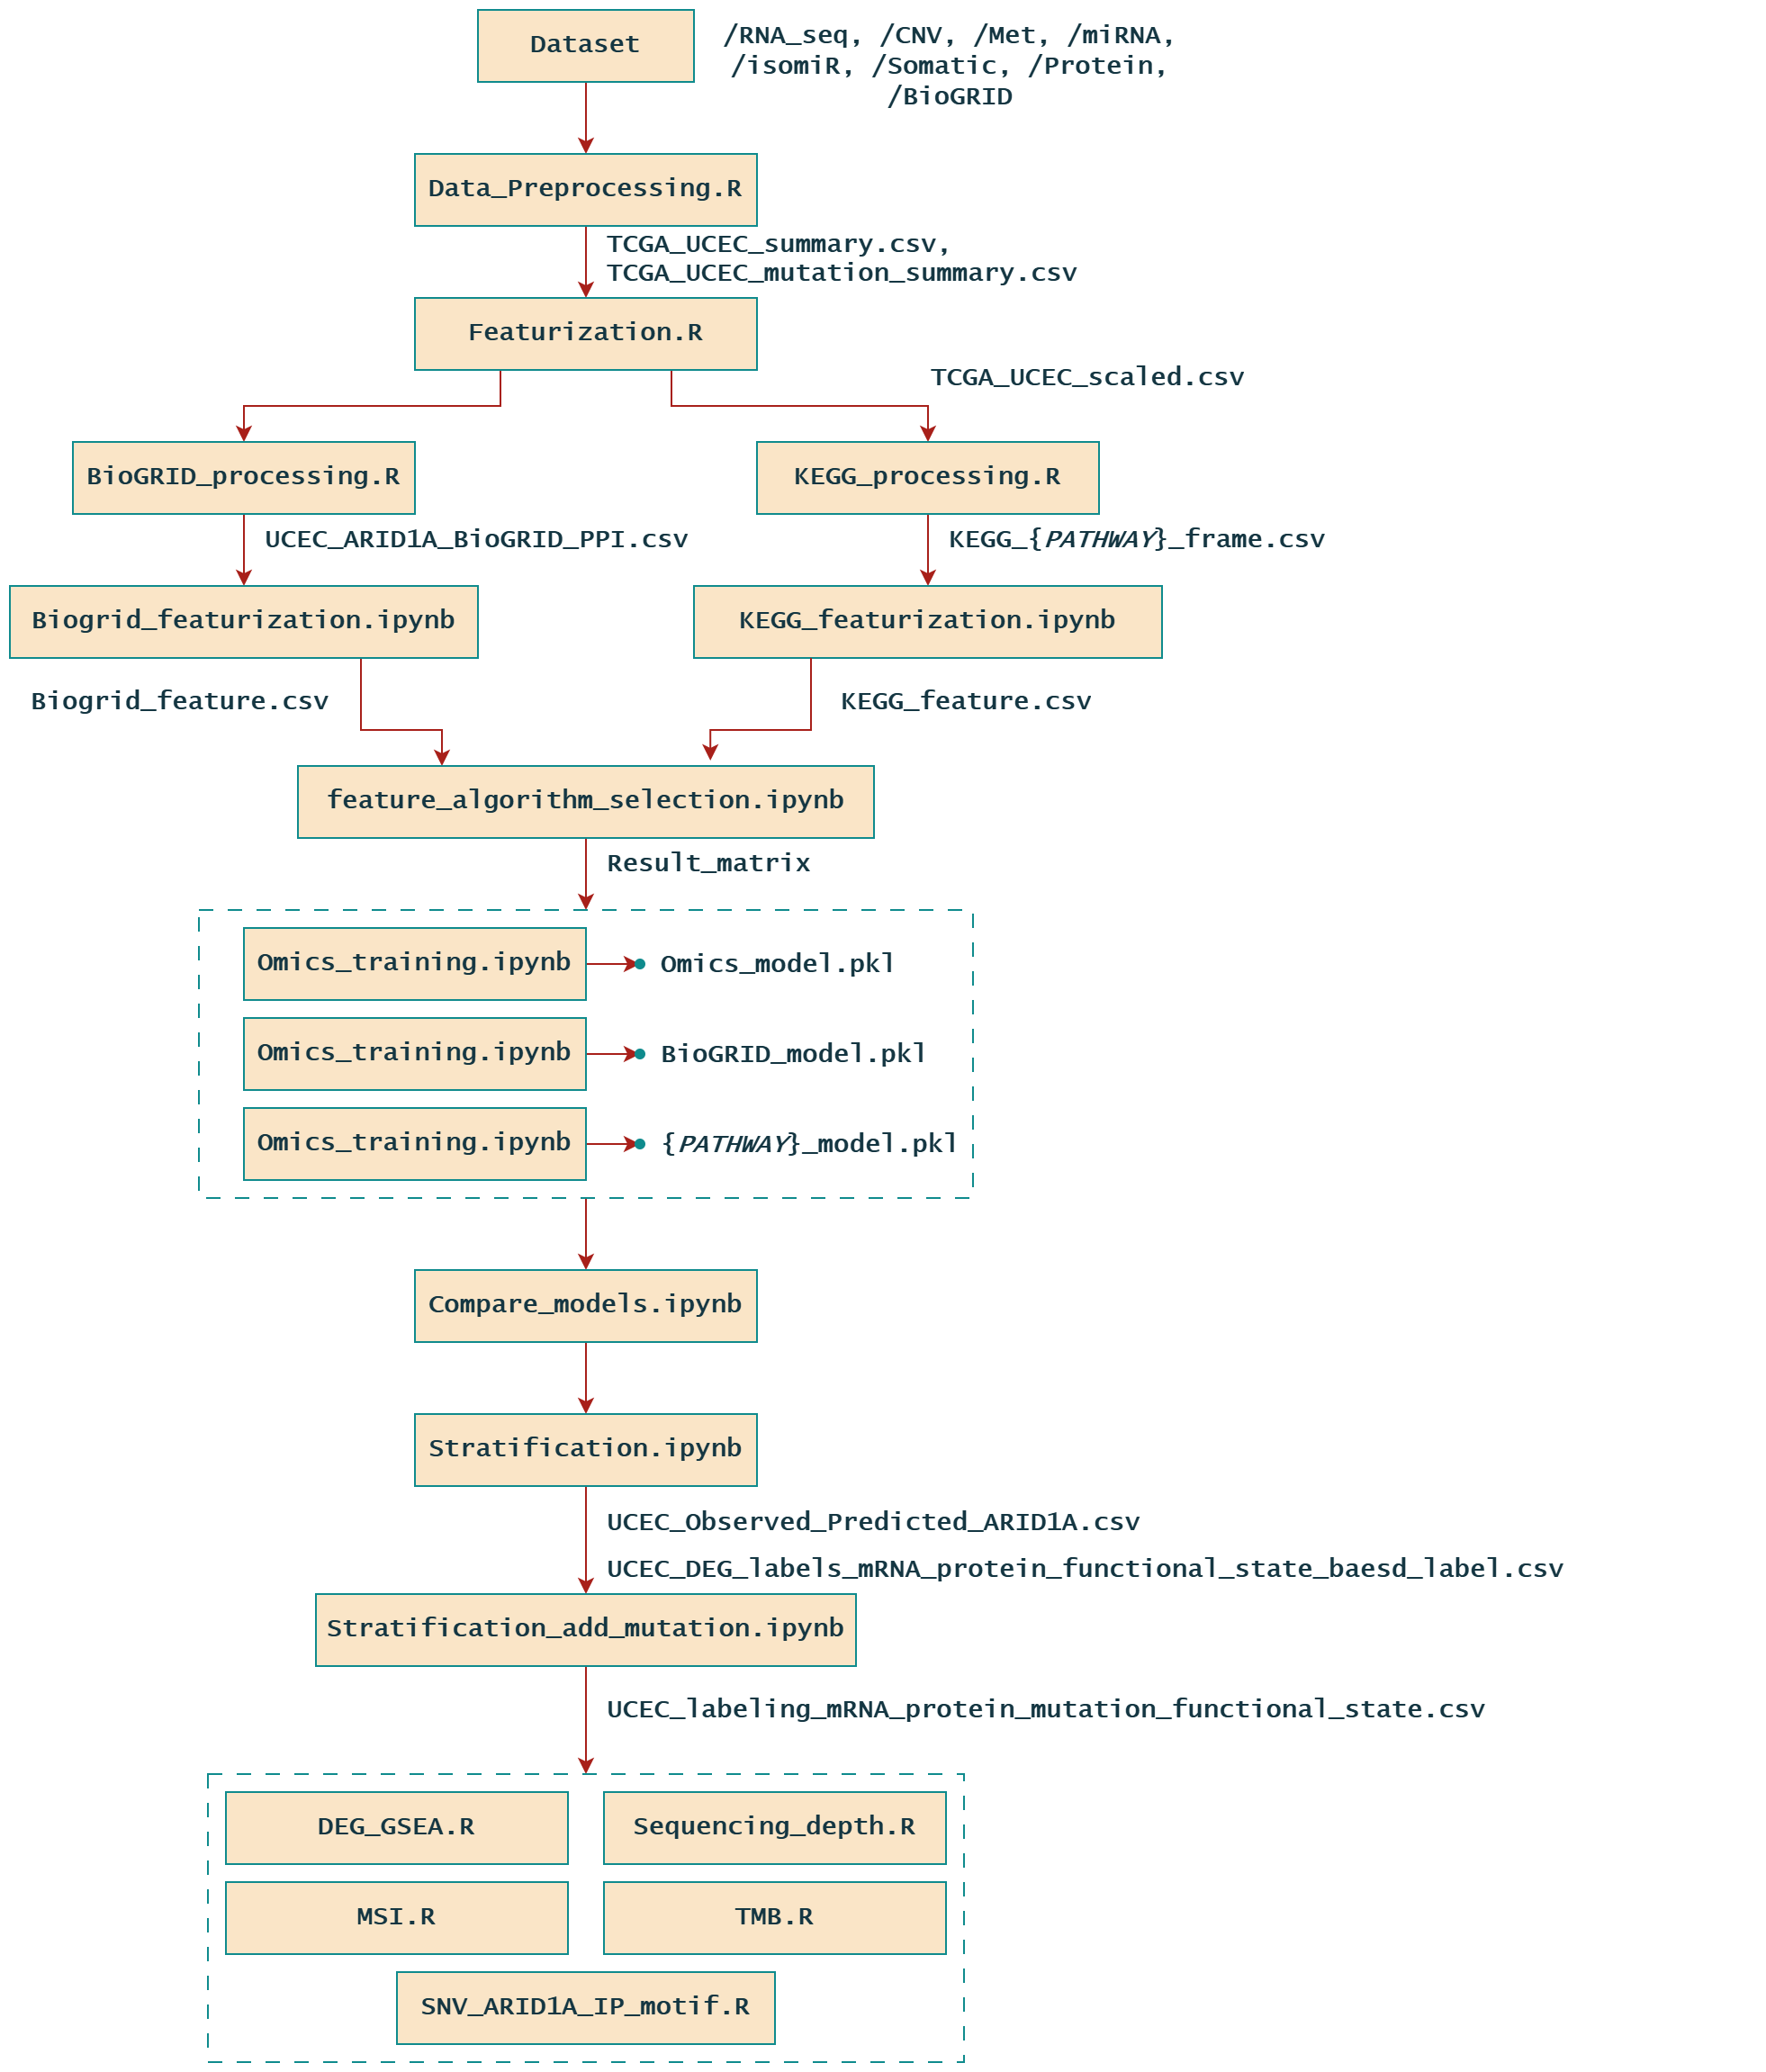 Dataset
/RNA_seq, /CNV, /Met, /miRNA,
/isomiR, /Somatic, /Protein,
/BioGRID
Data_Preprocessing.R
TCGA_UCEC_summary.csv,
TCGA_UCEC_mutation_summary.csv
Featurization.R
TCGA_UCEC_scaled.csv
BioGRID_processing.R
KEGG_processing.R
UCEC_ARID1A_BioGRID_PPI.csv
KEGG_{PATHWAY}_frame.csv
Biogrid_featurization.ipynb
KEGG_featurization.ipynb
Biogrid_feature.csv
KEGG_feature.csv
feature_algorithm_selection.ipynb
Result_matrix
Omics_training.ipynb
Omics_model.pkl
Omics_training.ipynb
BioGRID_model.pkl
Omics_training.ipynb
{PATHWAY}_model.pkl
Compare_models.ipynb
Stratification.ipynb
UCEC_Observed_Predicted_ARID1A.csv
UCEC_DEG_labels_mRNA_protein_functional_state_baesd_label.csv
Stratification_add_mutation.ipynb
UCEC_labeling_mRNA_protein_mutation_functional_state.csv
DEG_GSEA.R
Sequencing_depth.R
MSI.R
TMB.R
SNV_ARID1A_IP_motif.R